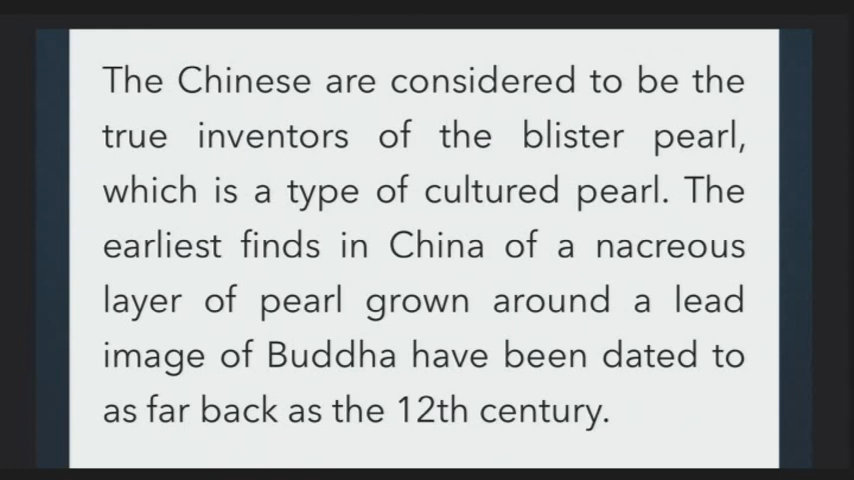 The Chinese are considered to be the
true inventors of the blister pearl,
which is a type of cultured pearl. The
earliest finds in China of a nacreous
layer of pearl grown around a lead
image of Buddha have been dated to
as far back as the 12th century.